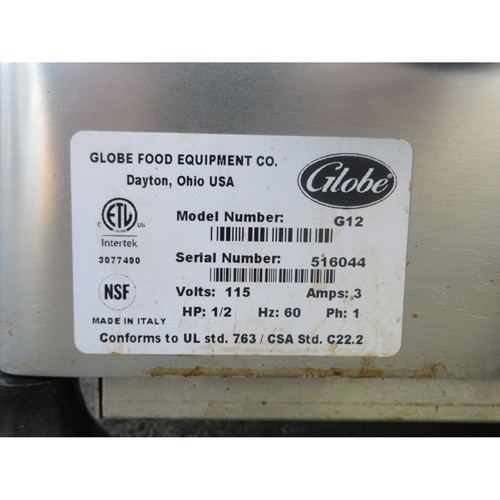 GLOBE FOOD EQUIPMENT CO.
Dayton, Ohio USA
Globe®
ETL
C US
Intertek
3077490
Model Number: G12
Serial Number: 516044
NSF
Volts: 115 Amps: 3
HP: 1/2 Hz: 60 Ph: 1
MADE IN ITALY
Conforms to UL std. 763 / CSA Std. C22.2